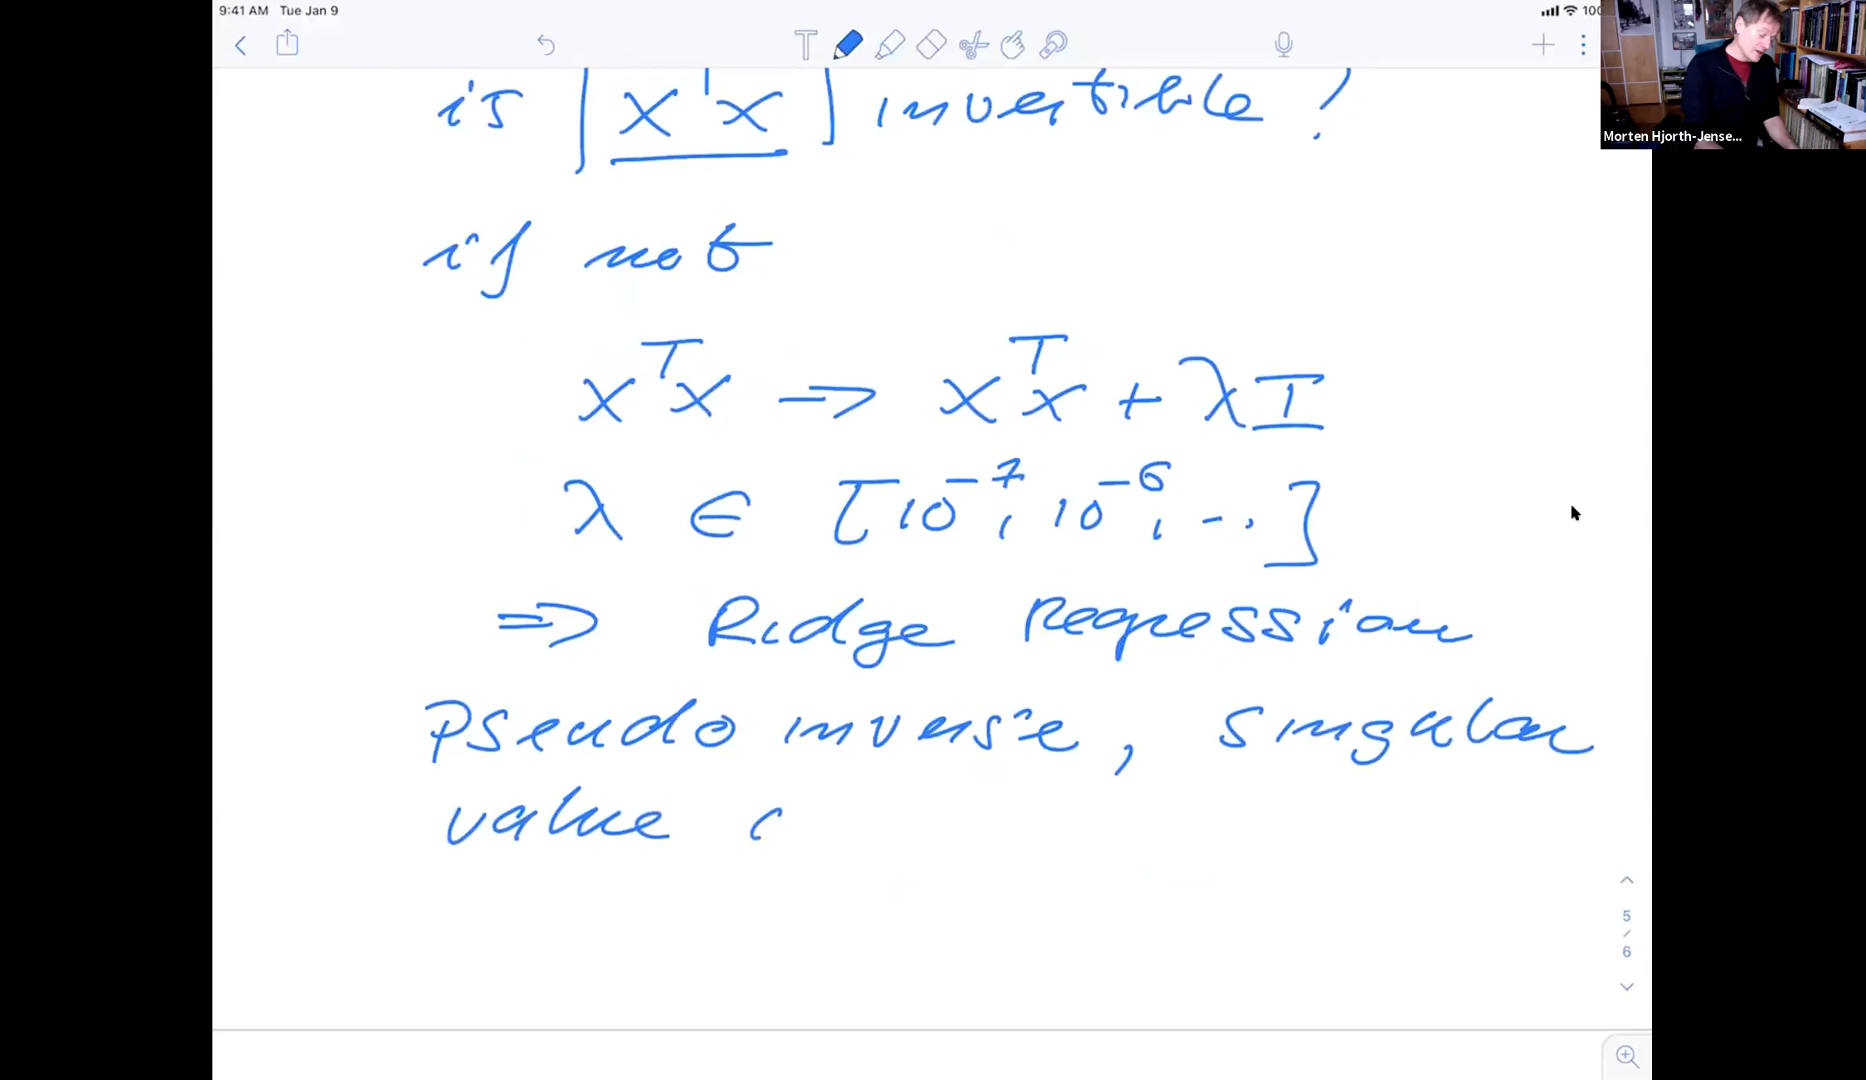 9:41 AM Tue Jan 9
100
Morten Hjorth-Jense...
is [XᵀX] invertible?
if not
XᵀX ⇒ XᵀX + λI
λ ∈ [10⁻⁷, 10⁻⁶, ...]
⇒ Ridge Regression
Pseudo inverse, singular
value
5
/
6